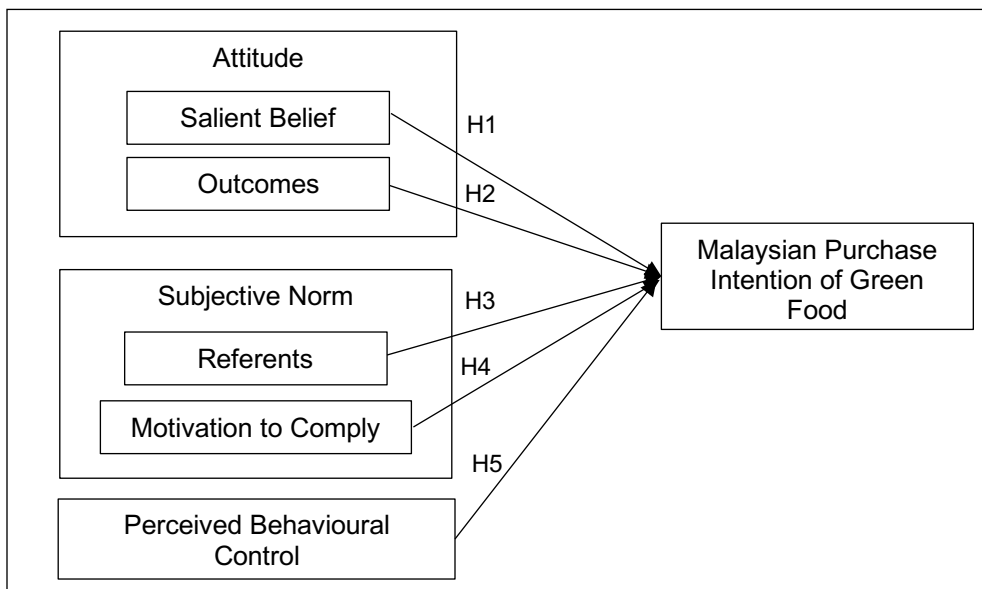 Attitude
Salient Belief
H1
Outcomes
H2
Malaysian Purchase
Intention of Green
Food
Subjective Norm
H3
Referents
H4
Motivation to Comply
H5
Perceived Behavioural
Control